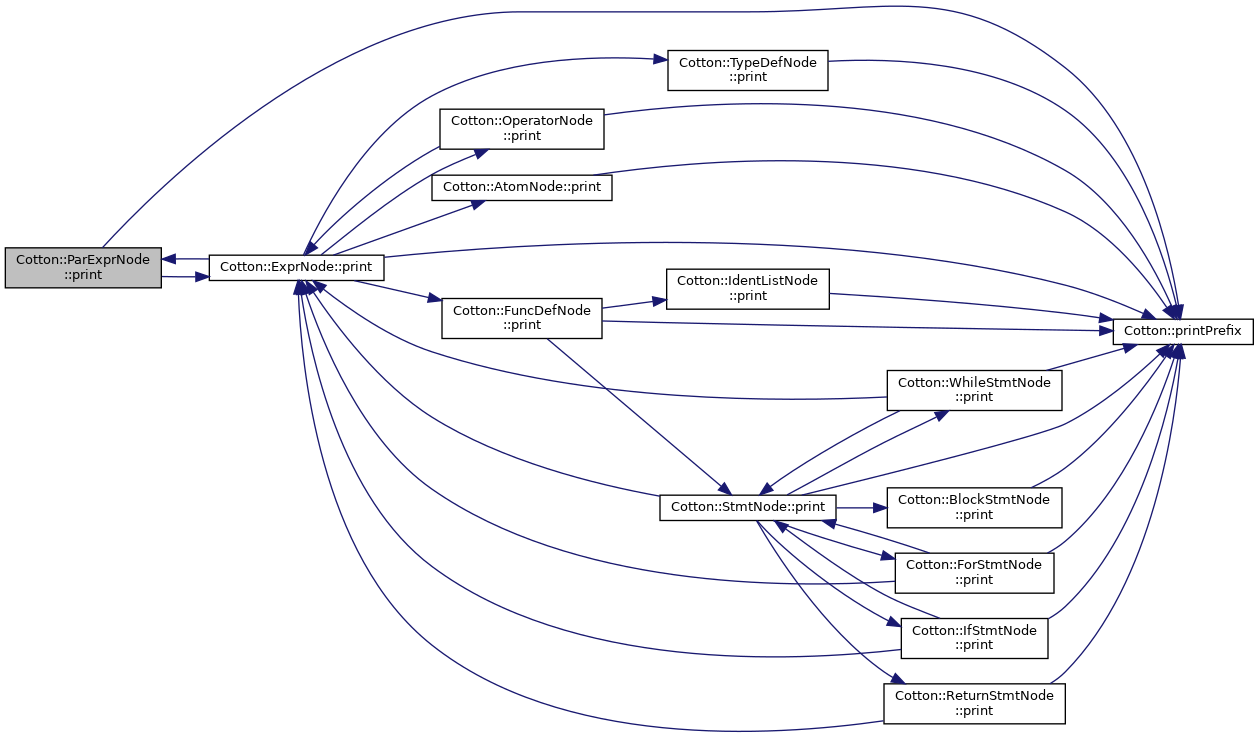 Cotton::TypeDefNode
::print
Cotton::OperatorNode
::print
Cotton::AtomNode::print
Cotton::ParExprNode
::print
Cotton::ExprNode::print
Cotton::IdentListNode
::print
Cotton::FuncDefNode
::print
Cotton::printPrefix
Cotton::WhileStmtNode
::print
Cotton::StmtNode::print
Cotton::BlockStmtNode
::print
Cotton::ForStmtNode
::print
Cotton::IfStmtNode
::print
Cotton::ReturnStmtNode
::print